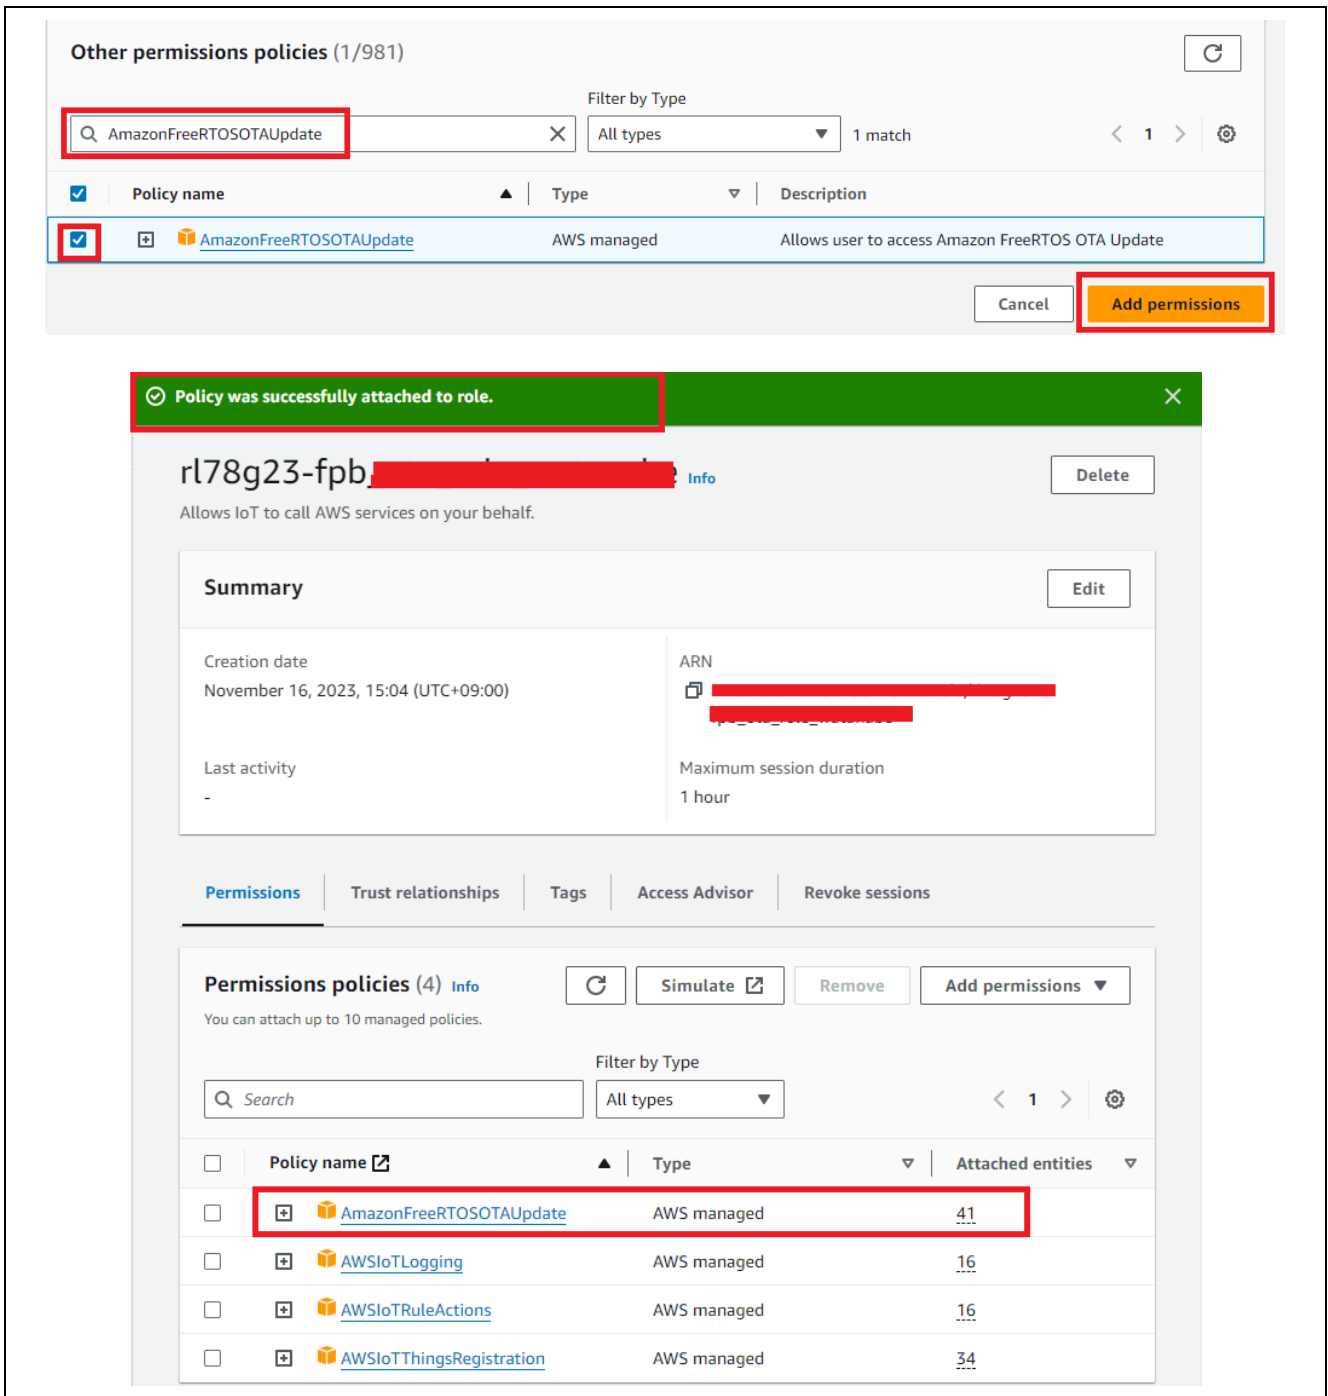 Other permissions policies (1/981)
Filter by Type
AmazonFreeRTOSOTAUpdate
All types
1 match
1
Policy name
Type
Description
AmazonFreeRTOSOTAUpdate
AWS managed
Allows user to access Amazon FreeRTOS OTA Update
Cancel
Add permissions
Policy was successfully attached to role.
rl78g23-fpb_
Info
Delete
Allows IoT to call AWS services on your behalf.
Summary
Edit
Creation date
November 16, 2023, 15:04 (UTC+09:00)
ARN
Last activity
-
Maximum session duration
1 hour
Permissions
Trust relationships
Tags
Access Advisor
Revoke sessions
Permissions policies (4) Info
Simulate
Remove
Add permissions
You can attach up to 10 managed policies.
Filter by Type
Search
All types
1
Policy name
Type
Attached entities
AmazonFreeRTOSOTAUpdate
AWS managed
41
AWSIoTLogging
AWS managed
16
AWSIoTRuleActions
AWS managed
16
AWSIoTThingsRegistration
AWS managed
34